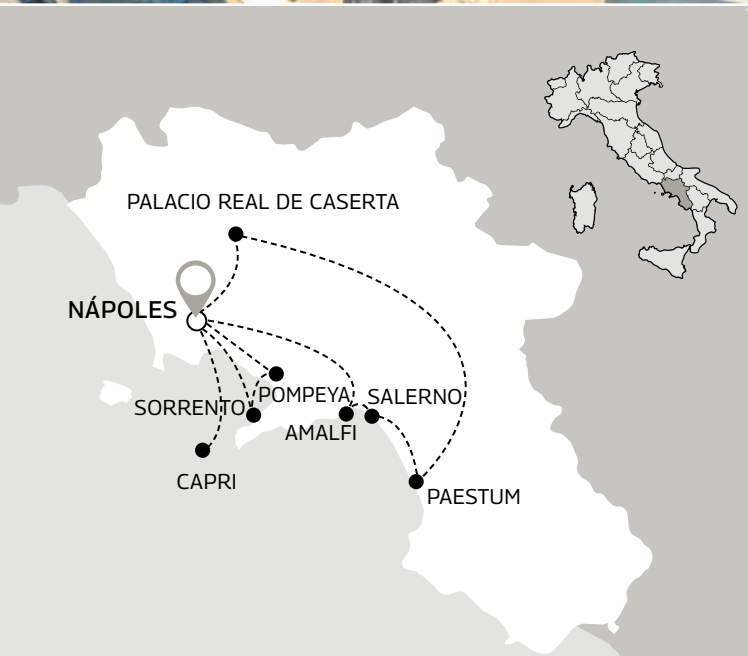 PALACIO REAL DE CASERTA
NÁPOLES
POMPEYA
SALERNO
SORRENTO
AMALFI
CAPRI
PAESTUM